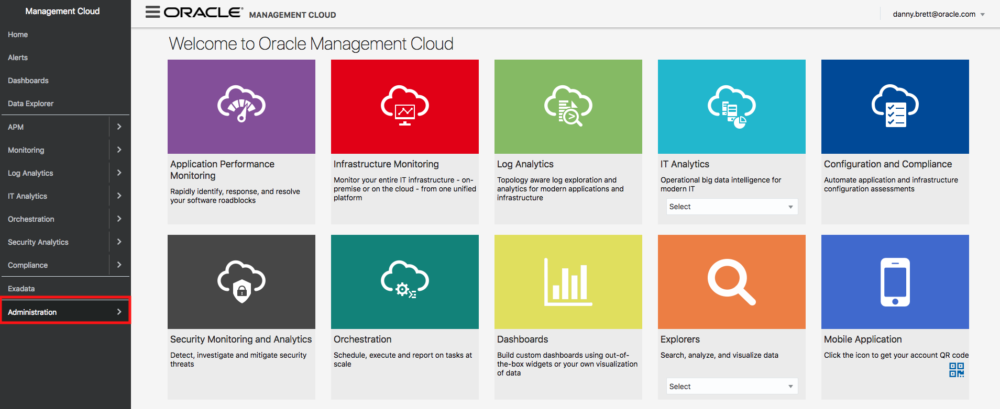 Management Cloud
Home
Alerts
Dashboards
Data Explorer
APM
Monitoring
Log Analytics
IT Analytics
Orchestration
Security Analytics
Compliance
Exadata
Administration
ORACLE® MANAGEMENT CLOUD
danny.brett@oracle.com
Welcome to Oracle Management Cloud
Application Performance
Monitoring
Rapidly identify, response, and resolve
your software roadblocks
Infrastructure Monitoring
Monitor your entire IT infrastructure - on-
premise or on the cloud - from one unified
platform
Log Analytics
Topology aware log exploration and
analytics for modern applications and
infrastructure
IT Analytics
Operational big data intelligence for
modern IT
Select
Configuration and Compliance
Automate application and infrastructure
configuration assessments
Security Monitoring and Analytics
Detect, investigate and mitigate security
threats
Orchestration
Schedule, execute and report on tasks at
scale
Dashboards
Build custom dashboards using out-of-
the-box widgets or your own visualization
of data
Explorers
Search, analyze, and visualize data
Select
Mobile Application
Click the icon to get your account QR code